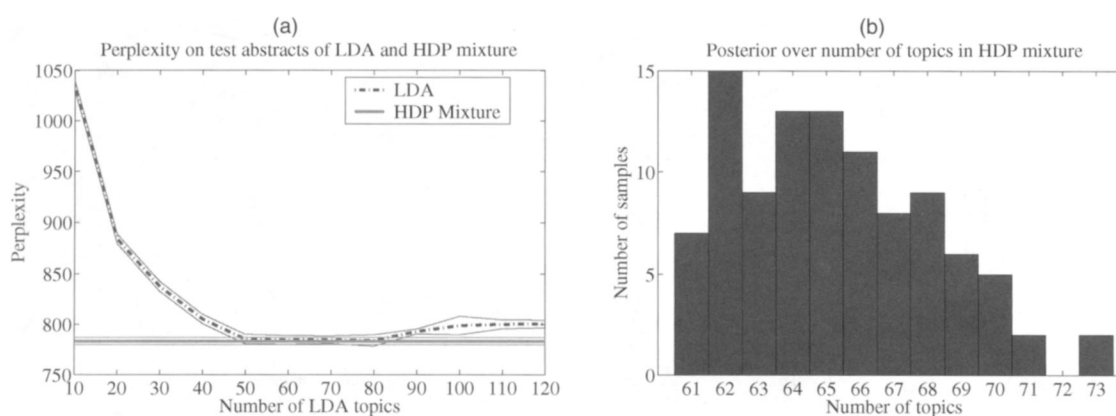 (a)
Perplexity on test abstracts of LDA and HDP mixture
1050
1000
950
900
850
800
750
Perplexity
LDA
HDP Mixture
10 20 30 40 50 60 70 80 90 100 110 120
Number of LDA topics
(b)
Posterior over number of topics in HDP mixture
15
10
5
0
Number of samples
61 62 63 64 65 66 67 68 69 70 71 72 73
Number of topics